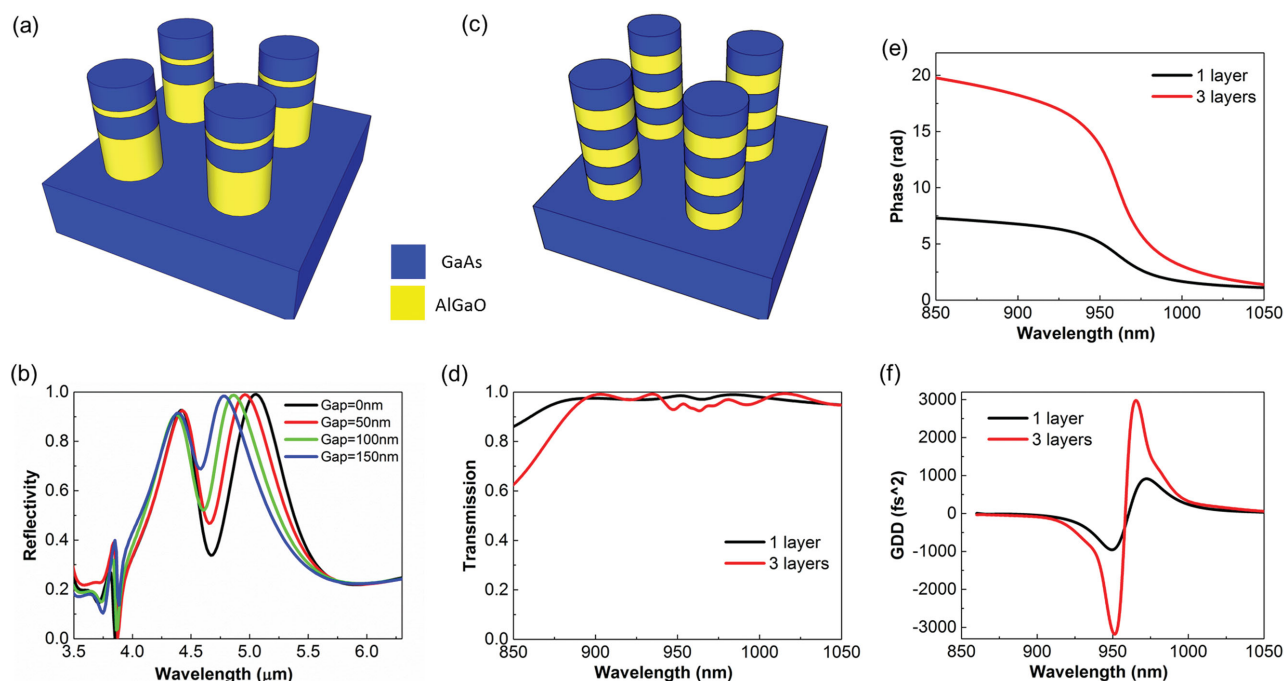 (a)
GaAs
AlGaO
(b)
Reflectivity
1.0
0.8
0.6
0.4
0.2
0.0
Gap=0nm
Gap=50nm
Gap=100nm
Gap=150nm
3.5 4.0 4.5 5.0 5.5 6.0
Wavelength (μm)
(c)
(d)
Transmission
1.0
0.8
0.6
0.4
0.2
0.0
1 layer
3 layers
850 900 950 1000 1050
Wavelength (nm)
(e)
Phase (rad)
20
15
10
5
0
1 layer
3 layers
850 900 950 1000 1050
Wavelength (nm)
(f)
GDD (fs^2)
3000
2000
1000
0
-1000
-2000
-3000
1 layer
3 layers
850 900 950 1000 1050
Wavelength (nm)